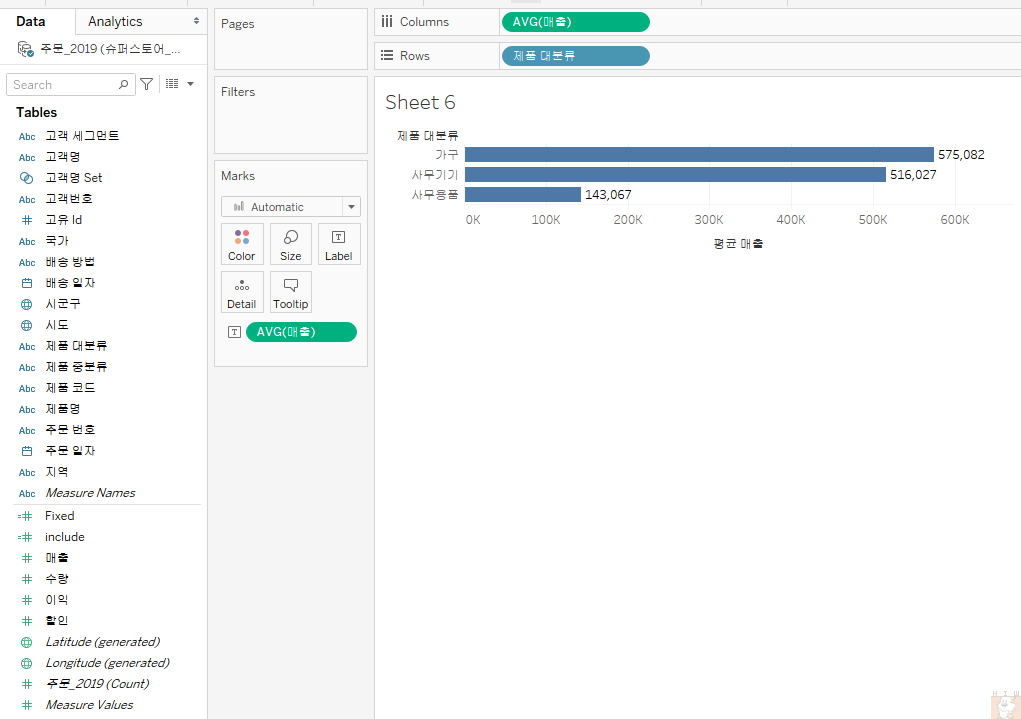 Data
Analytics
주문_2019 (슈퍼스토어_...
Search
Tables
Abc 고객 세그먼트
Abc 고객명
고객명 Set
Abc 고객번호
고유 Id
Abc 국가
Abc 배송 방법
배송 일자
시군구
시도
Abc 제품 대분류
Abc 제품 중분류
Abc 제품 코드
Abc 제품명
Abc 주문 번호
주문 일자
Abc 지역
Abc Measure Names
Fixed
include
매출
수량
이익
할인
Latitude (generated)
Longitude (generated)
주문_2019 (Count)
Measure Values
Pages
Filters
Marks
Automatic
Color Size Label
Detail Tooltip
AVG(매출)
Columns AVG(매출)
Rows 제품 대분류
Sheet 6
제품 대분류
가구 575,082
사무기기 516,027
사무용품 143,067
0K 100K 200K 300K 400K 500K 600K
평균 매출